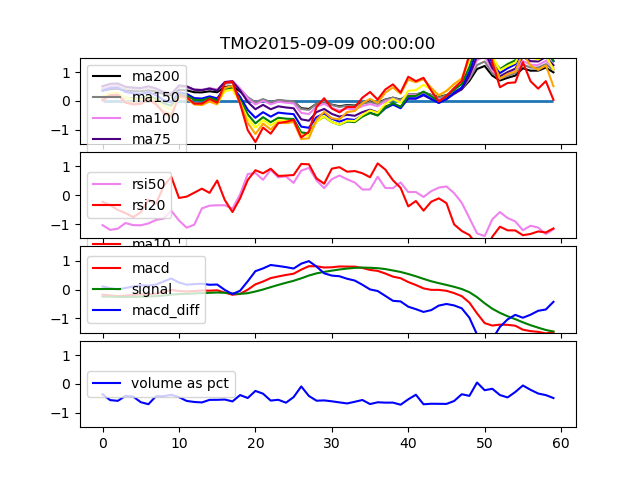 TMO2015-09-09 00:00:00
1
0
−1
ma200
ma150
ma100
ma75
1
0
−1
rsi50
rsi20
ma10
1
0
−1
macd
signal
macd_diff
1
0
−1
volume as pct
0 10 20 30 40 50 60